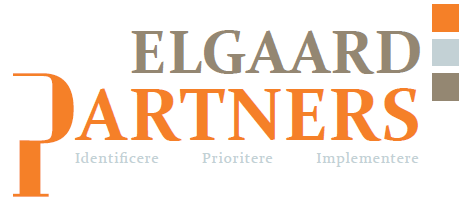 ELGAARD
PARTNERS
Identificere Prioritere Implementere